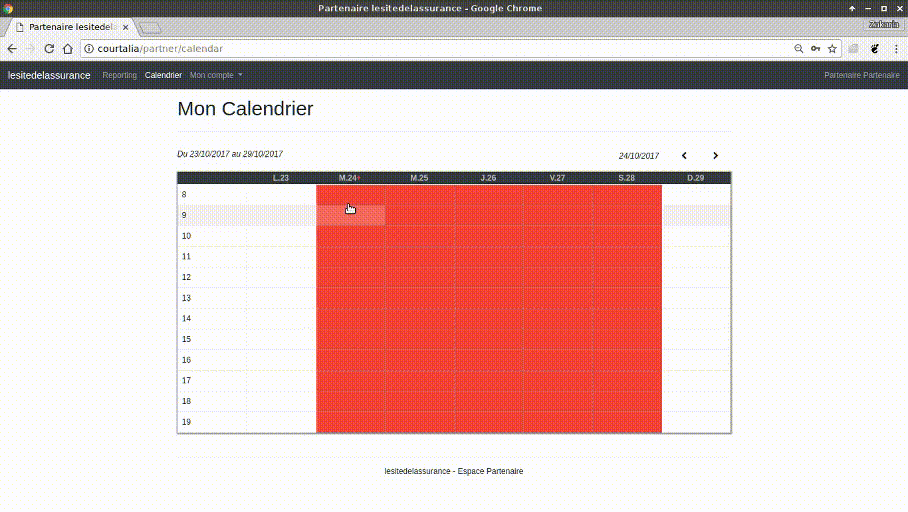 Partenaire lesitedelassurance - Google Chrome
Partenaire lesitedel
Zakaria
courtalia/partner/calendar
lesitedelassurance Reporting Calendrier Mon compte Partenaire Partenaire
Mon Calendrier
Du 23/10/2017 au 29/10/2017 24/10/2017
L.23 M.24+ M.25 J.26 V.27 S.28 D.29
8
9
10
11
12
13
14
15
16
17
18
19
lesitedelassurance - Espace Partenaire